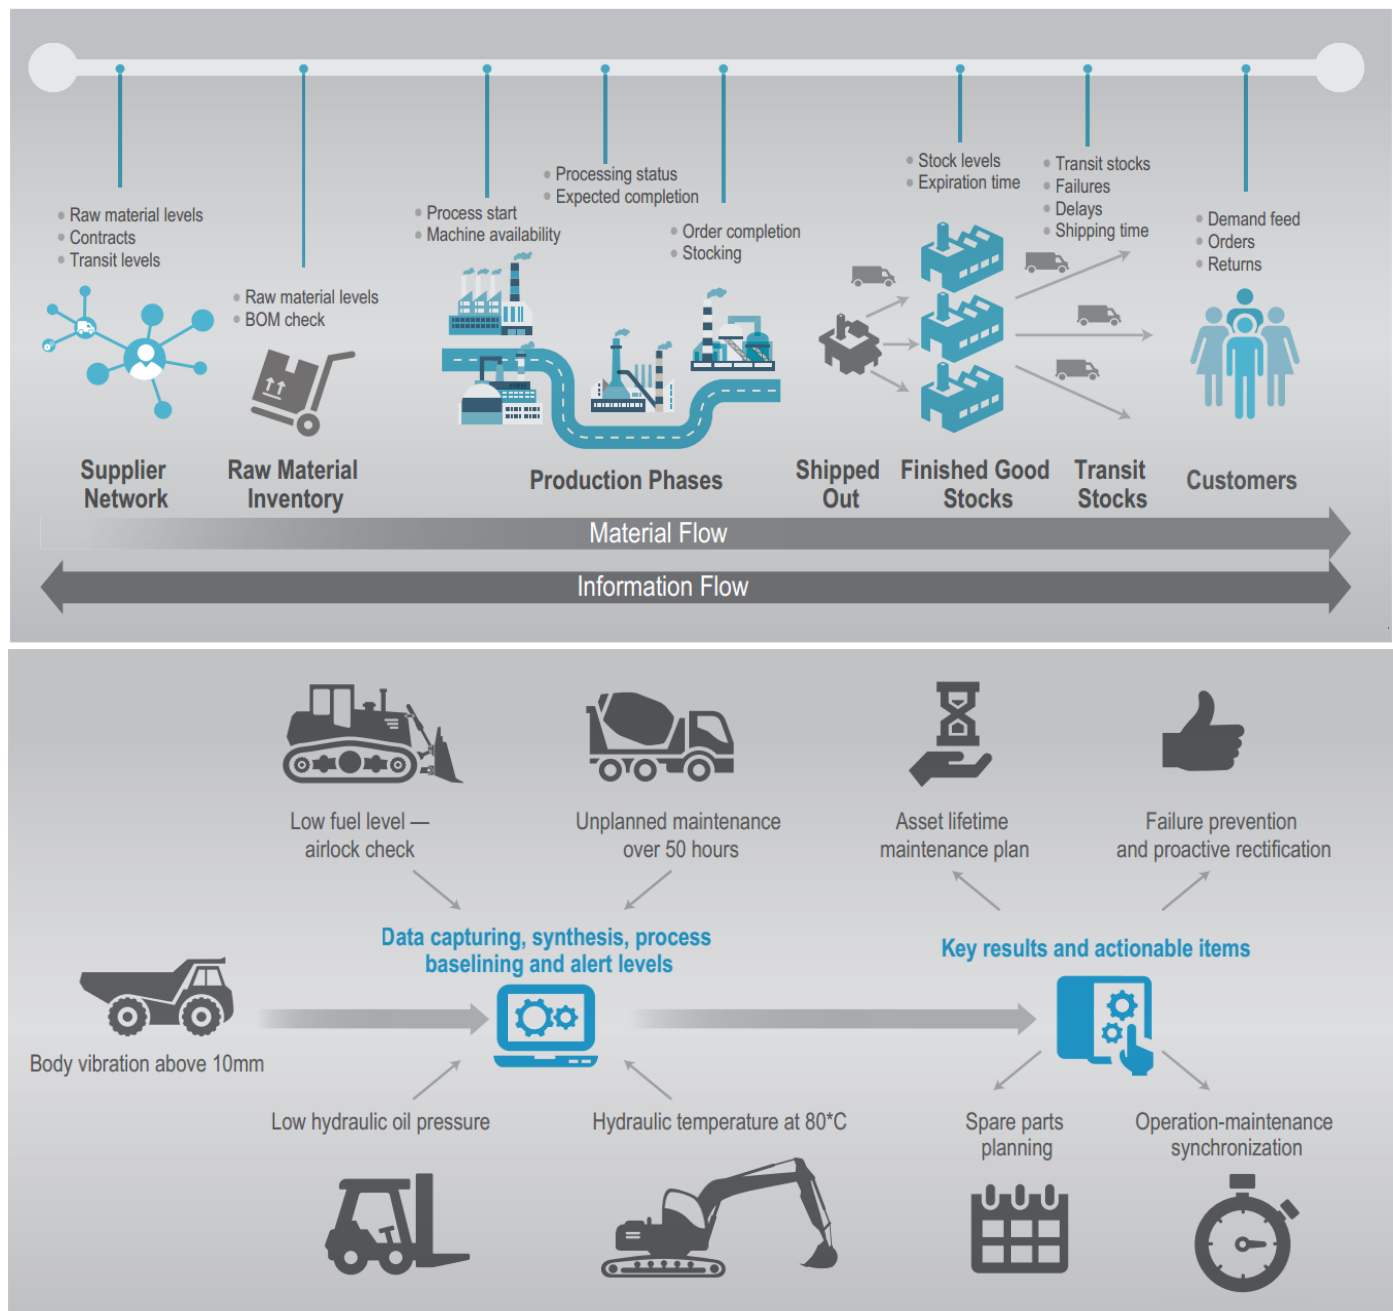 • Raw material levels
• Contracts
• Transit levels
• Raw material levels
• BOM check
• Process start
• Machine availability
• Processing status
• Expected completion
• Order completion
• Stocking
• Stock levels
• Expiration time
• Transit stocks
• Failures
• Delays
• Shipping time
• Demand feed
• Orders
• Returns
Supplier
Network
Raw Material
Inventory
Production Phases
Shipped
Out
Finished Good
Stocks
Transit
Stocks
Customers
Material Flow
Information Flow
Low fuel level —
airlock check
Unplanned maintenance
over 50 hours
Asset lifetime
maintenance plan
Failure prevention
and proactive rectification
Data capturing, synthesis, process
baselining and alert levels
Key results and actionable items
Body vibration above 10mm
Low hydraulic oil pressure
Hydraulic temperature at 80*C
Spare parts
planning
Operation-maintenance
synchronization